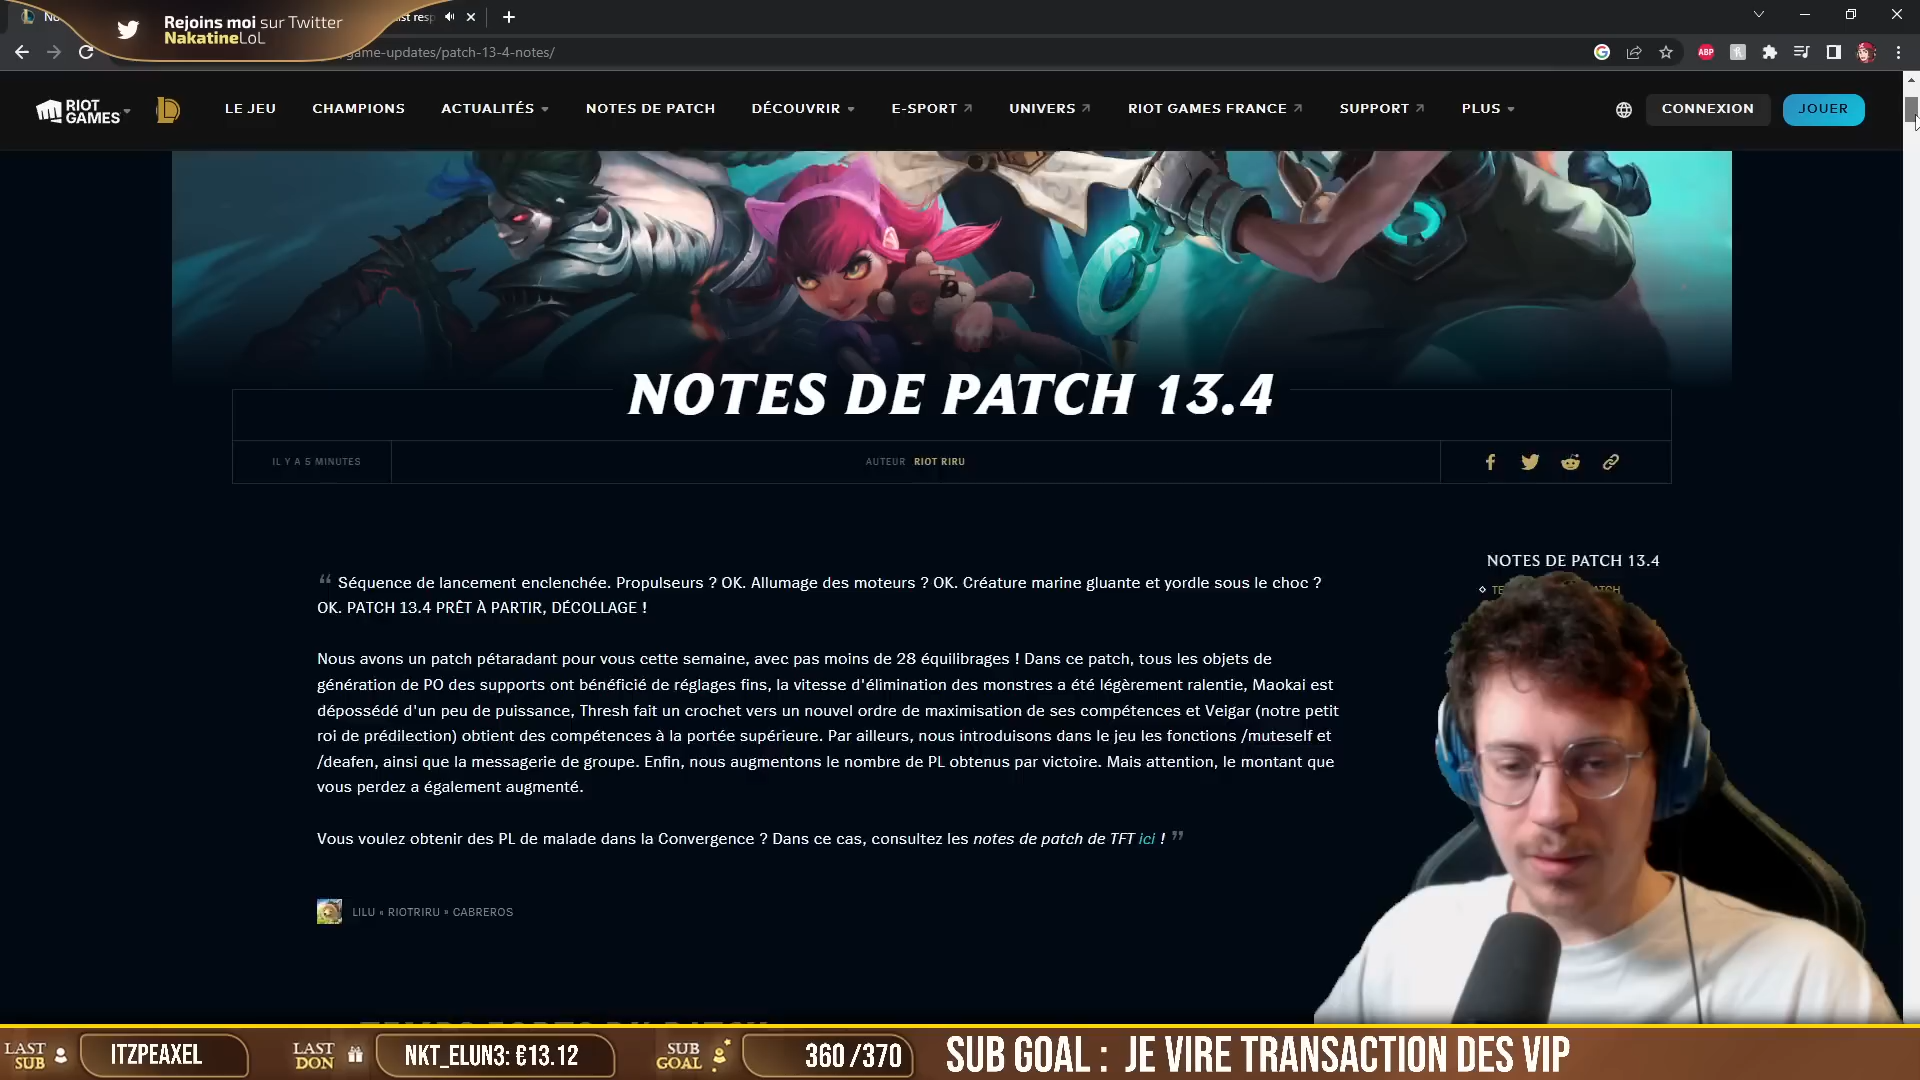 Rejoins moi sur Twitter
NakatineLoL
game-updates/patch-13-4-notes/
ABP
RIOT GAMES
LE JEU
CHAMPIONS
ACTUALITÉS
NOTES DE PATCH
DÉCOUVRIR
E-SPORT
UNIVERS
RIOT GAMES FRANCE
SUPPORT
PLUS
CONNEXION
JOUER
NOTES DE PATCH 13.4
IL Y A 5 MINUTES
AUTEUR RIOT RIRU
NOTES DE PATCH 13.4
“ Séquence de lancement enclenchée. Propulseurs ? OK. Allumage des moteurs ? OK. Créature marine gluante et yordle sous le choc ?
OK. PATCH 13.4 PRÊT À PARTIR, DÉCOLLAGE !
Nous avons un patch pétaradant pour vous cette semaine, avec pas moins de 28 équilibrages ! Dans ce patch, tous les objets de
génération de PO des supports ont bénéficié de réglages fins, la vitesse d'élimination des monstres a été légèrement ralentie, Maokai est
dépossédé d'un peu de puissance, Thresh fait un crochet vers un nouvel ordre de maximisation de ses compétences et Veigar (notre petit
roi de prédilection) obtient des compétences à la portée supérieure. Par ailleurs, nous introduisons dans le jeu les fonctions /muteself et
/deafen, ainsi que la messagerie de groupe. Enfin, nous augmentons le nombre de PL obtenus par victoire. Mais attention, le montant que
vous perdez a également augmenté.
Vous voulez obtenir des PL de malade dans la Convergence ? Dans ce cas, consultez les notes de patch de TFT ici ! ”
LILU « RIOTRIRU » CABREROS
LAST SUB
ITZPEAXEL
LAST DON
NKT_ELUN3: €13.12
SUB GOAL
360 /370
SUB GOAL : JE VIRE TRANSACTION DES VIP